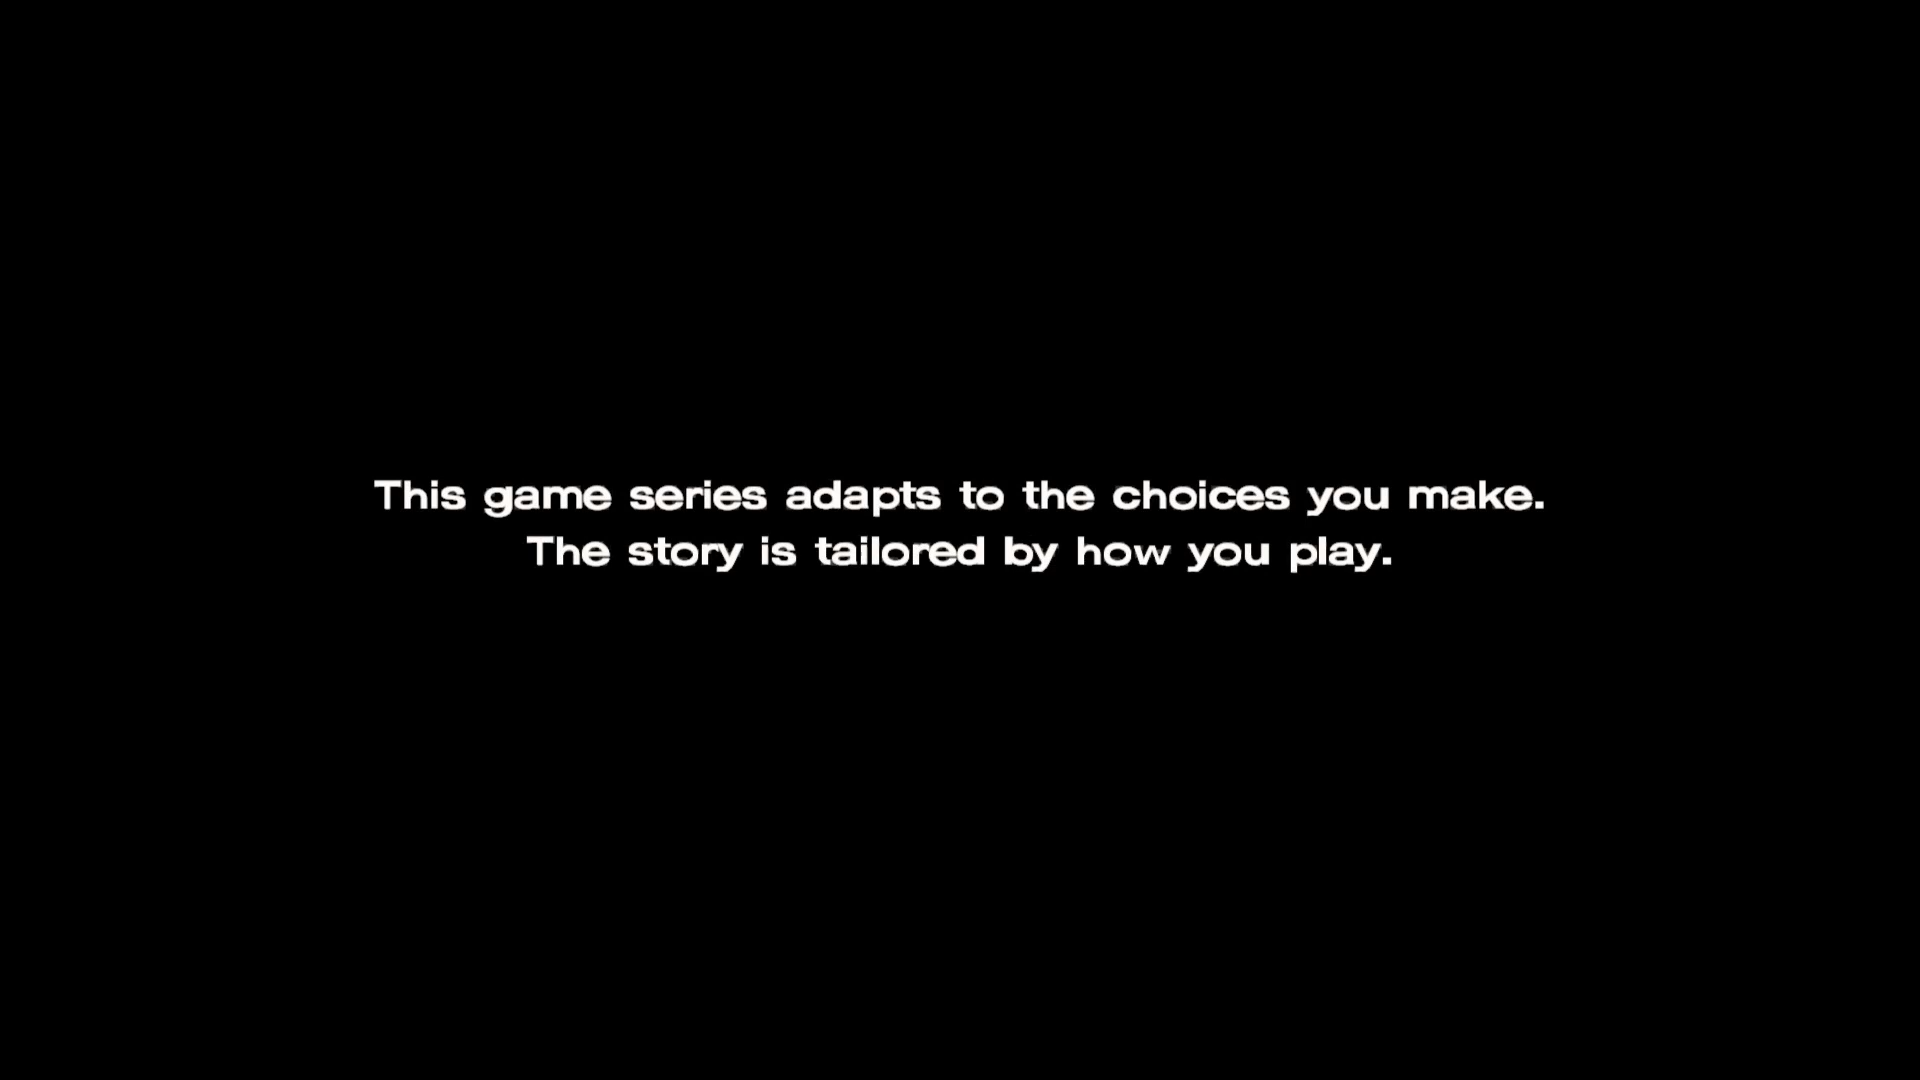 This game series adapts to the choices you make.
The story is tailored by how you play.